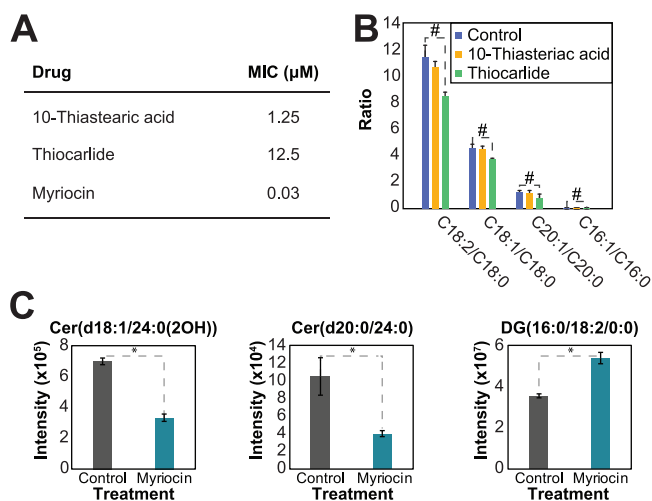 A
Drug MIC (µM)
10-Thiastearic acid 1.25
Thiocarlide 12.5
Myriocin 0.03
B
Ratio
14
12
10
8
6
4
2
0
#
#
#
#
Control
10-Thiasteriac acid
Thiocarlide
C18:2/C18:0
C18:1/C18:0
C20:1/C20:0
C16:1/C16:0
C
Cer(d18:1/24:0(2OH))
Intensity (x10⁵)
8
6
4
2
0
*
Control Myriocin
Treatment
Cer(d20:0/24:0)
Intensity (x10⁴)
14
12
10
8
6
4
2
0
*
Control Myriocin
Treatment
DG(16:0/18:2/0:0)
Intensity (x10⁷)
6
5
4
3
2
1
0
*
Control Myriocin
Treatment